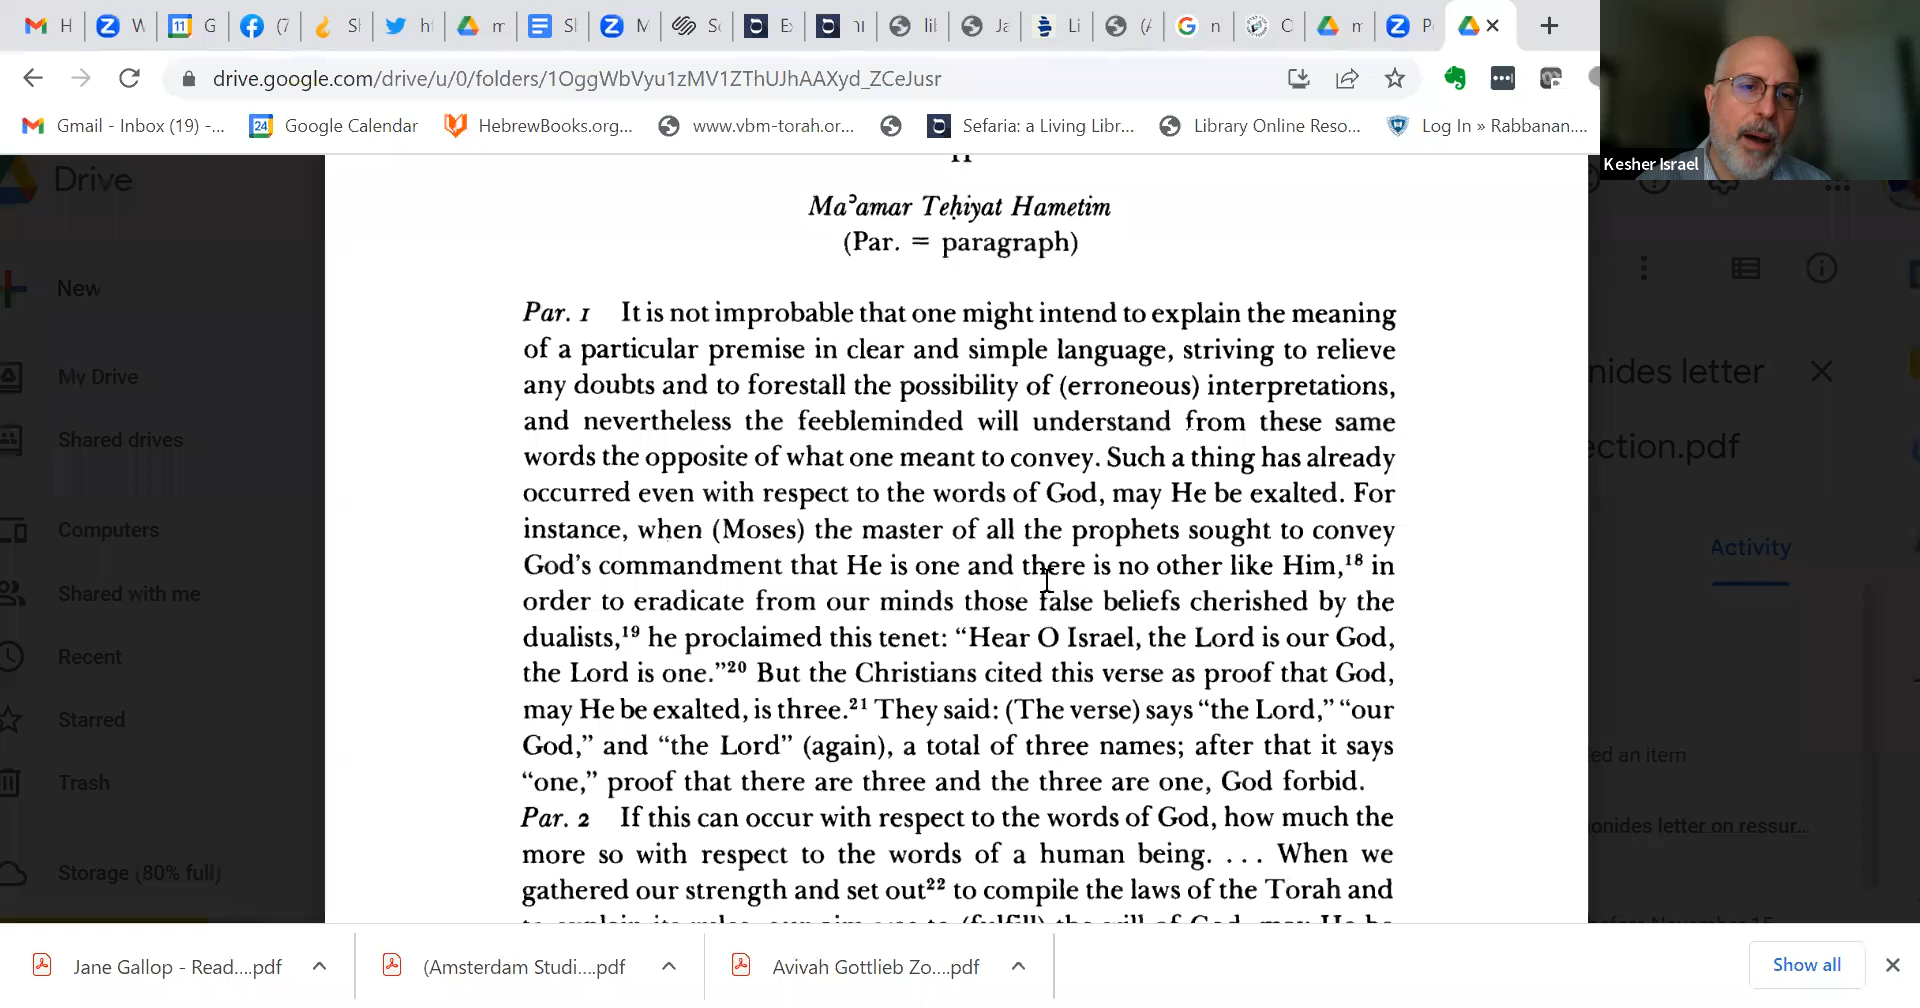 H
W
G
(7
Sl
ht
m
Sl
M
Sc
E
חו
lil
Ja
Li
(A
n
C
m
P
drive.google.com/drive/u/0/folders/1OggWbVyu1zMV1ZThUJhAAXyd_ZCeJusr
Gmail - Inbox (19) -...
Google Calendar
HebrewBooks.org...
www.vbm-torah.or...
Sefaria: a Living Libr...
Library Online Reso...
Log In » Rabbanan....
Kesher Israel
Drive
New
My Drive
Shared drives
Computers
Shared with me
Recent
Starred
Trash
Storage (80% full)
Maʾamar Teḥiyat Hametim
(Par. = paragraph)
Par. 1 It is not improbable that one might intend to explain the meaning
of a particular premise in clear and simple language, striving to relieve
any doubts and to forestall the possibility of (erroneous) interpretations,
and nevertheless the feebleminded will understand from these same
words the opposite of what one meant to convey. Such a thing has already
occurred even with respect to the words of God, may He be exalted. For
instance, when (Moses) the master of all the prophets sought to convey
God's commandment that He is one and there is no other like Him,18 in
order to eradicate from our minds those false beliefs cherished by the
dualists,19 he proclaimed this tenet: “Hear O Israel, the Lord is our God,
the Lord is one.”20 But the Christians cited this verse as proof that God,
may He be exalted, is three.21 They said: (The verse) says “the Lord,” “our
God,” and “the Lord” (again), a total of three names; after that it says
“one,” proof that there are three and the three are one, God forbid.
Par. 2 If this can occur with respect to the words of God, how much the
more so with respect to the words of a human being. . . . When we
gathered our strength and set out22 to compile the laws of the Torah and
nides letter
ection.pdf
Activity
ed an item
onides letter on ressur...
Jane Gallop - Read....pdf
(Amsterdam Studi....pdf
Avivah Gottlieb Zo....pdf
Show all